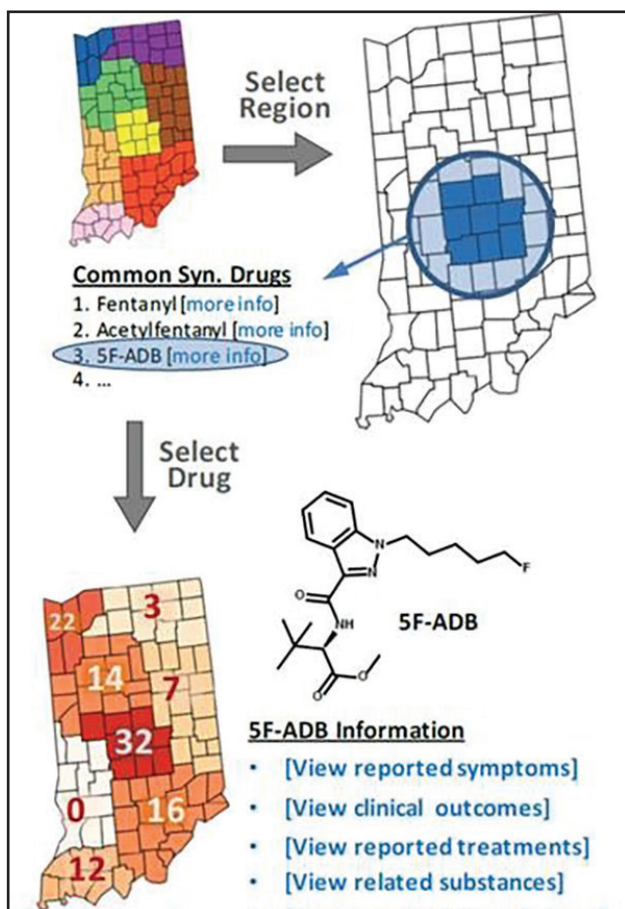 Select
Region
Common Syn. Drugs
1. Fentanyl [more info]
2. Acetylfentanyl [more info]
3. 5F-ADB [more info]
4. ...
Select
Drug
N
N
F
O
NH
O
O
5F-ADB
22
3
14
7
32
0
16
12
5F-ADB Information
• [View reported symptoms]
• [View clinical outcomes]
• [View reported treatments]
• [View related substances]